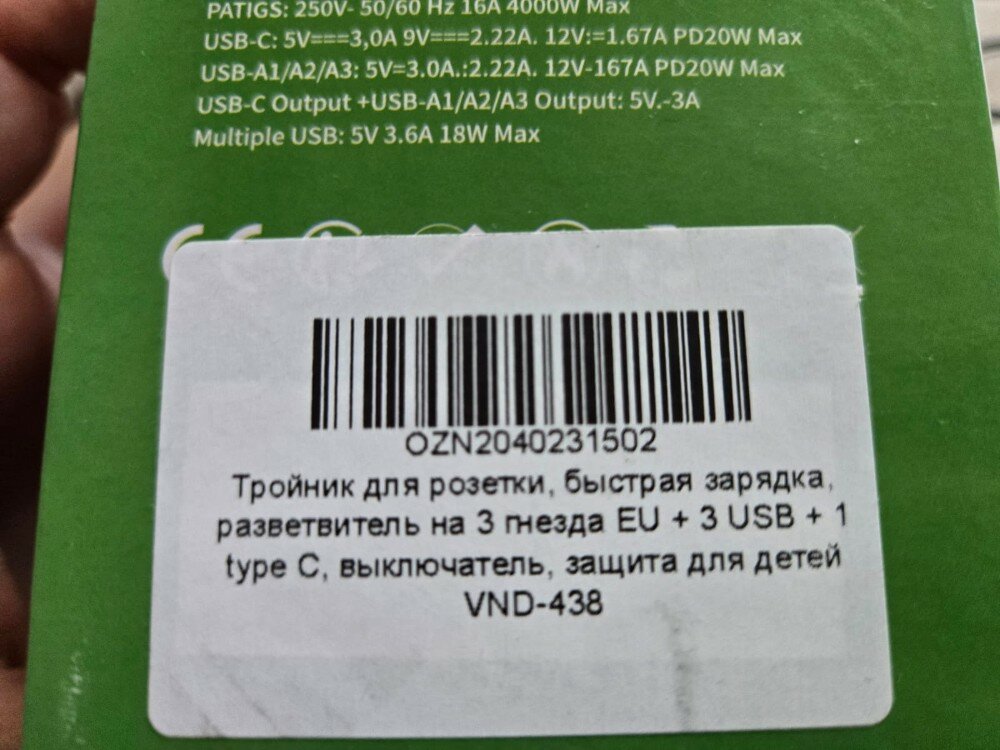 PATIGS: 250V- 50/60 Hz 16A 4000W Max
USB-C: 5V===3,0A 9V===2.22A. 12V:=1.67A PD20W Max
USB-A1/A2/A3: 5V=3.0A.:2.22A. 12V-167A PD20W Max
USB-C Output +USB-A1/A2/A3 Output: 5V.-3A
Multiple USB: 5V 3.6A 18W Max
OZN2040231502
Тройник для розетки, быстрая зарядка,
разветвитель на 3 гнезда EU + 3 USB + 1
type C, выключатель, защита для детей
VND-438